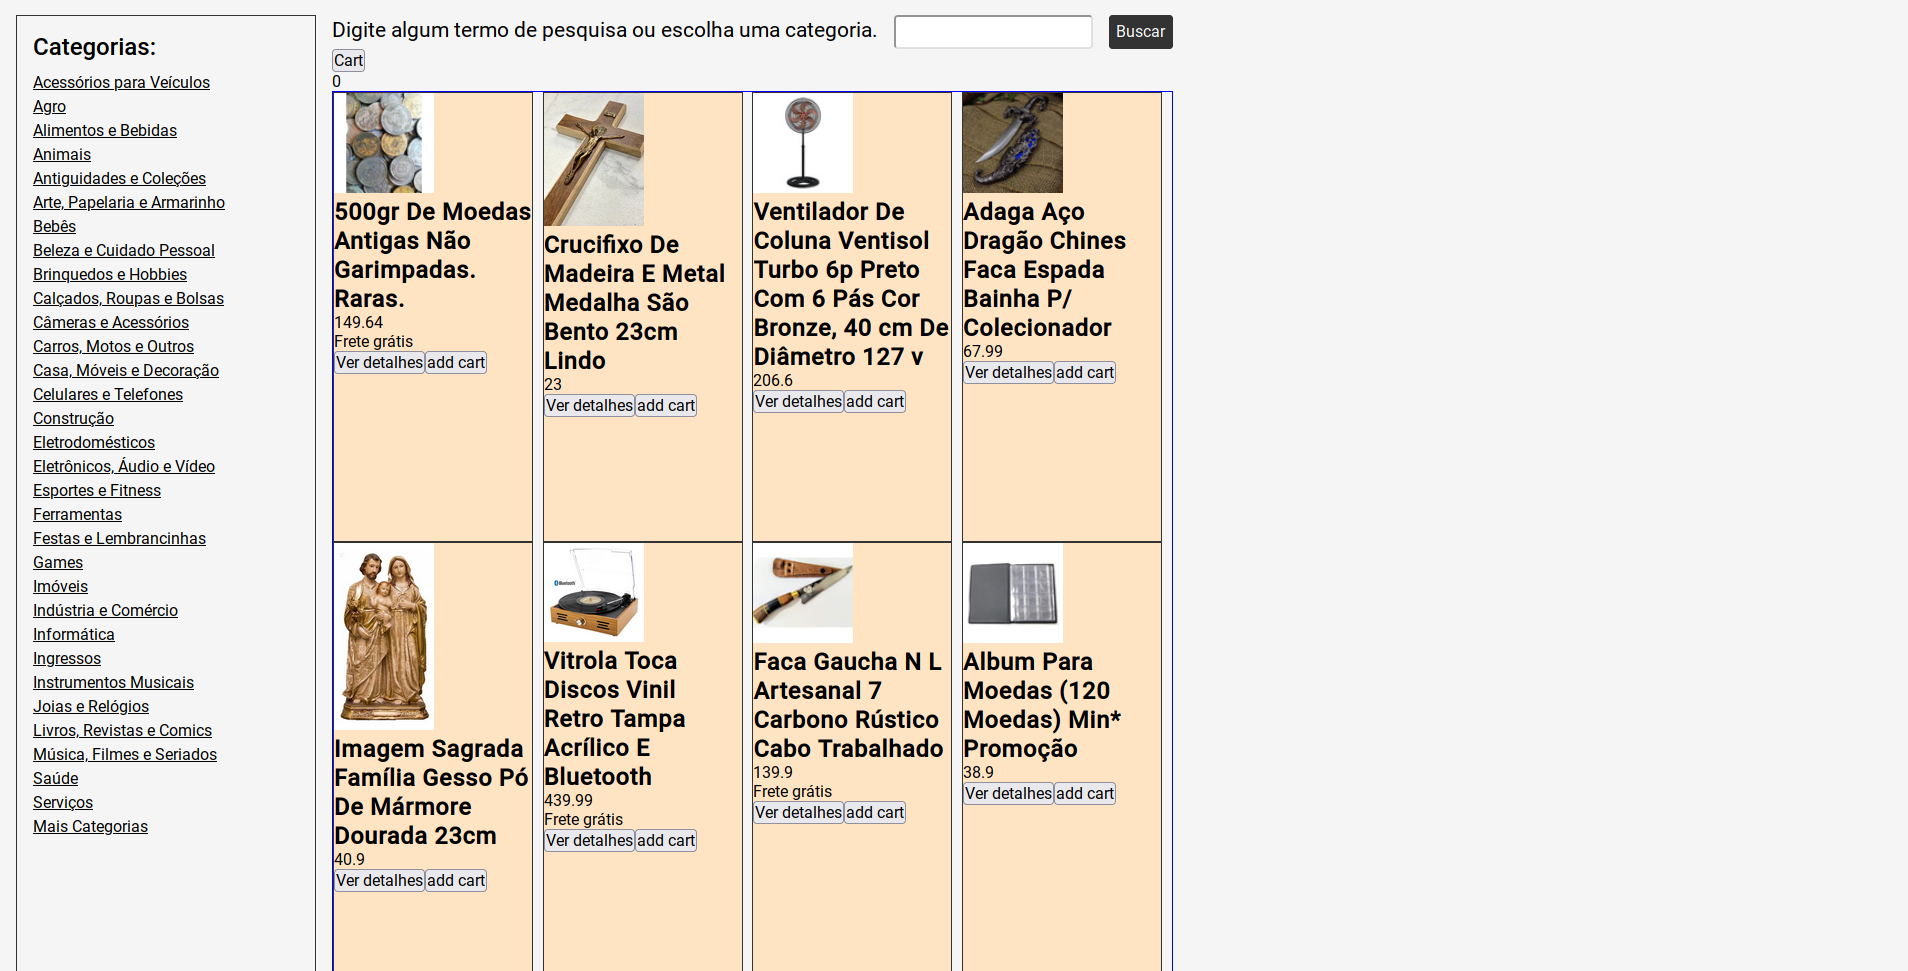 Categorias:
Acessórios para Veículos
Agro
Alimentos e Bebidas
Animais
Antiguidades e Coleções
Arte, Papelaria e Armarinho
Bebês
Beleza e Cuidado Pessoal
Brinquedos e Hobbies
Calçados, Roupas e Bolsas
Câmeras e Acessórios
Carros, Motos e Outros
Casa, Móveis e Decoração
Celulares e Telefones
Construção
Eletrodomésticos
Eletrônicos, Áudio e Vídeo
Esportes e Fitness
Ferramentas
Festas e Lembrancinhas
Games
Imóveis
Indústria e Comércio
Informática
Ingressos
Instrumentos Musicais
Joias e Relógios
Livros, Revistas e Comics
Música, Filmes e Seriados
Saúde
Serviços
Mais Categorias
Digite algum termo de pesquisa ou escolha uma categoria.
Buscar
Cart
0
500gr De Moedas
Antigas Não
Garimpadas.
Raras.
149.64
Frete grátis
Ver detalhes add cart
Crucifixo De
Madeira E Metal
Medalha São
Bento 23cm
Lindo
23
Ver detalhes add cart
Ventilador De
Coluna Ventisol
Turbo 6p Preto
Com 6 Pás Cor
Bronze, 40 cm De
Diâmetro 127 v
206.6
Ver detalhes add cart
Adaga Aço
Dragão Chines
Faca Espada
Bainha P/
Colecionador
67.99
Ver detalhes add cart
Imagem Sagrada
Família Gesso Pó
De Mármore
Dourada 23cm
40.9
Ver detalhes add cart
Bluetooth
Vitrola Toca
Discos Vinil
Retro Tampa
Acrílico E
Bluetooth
439.99
Frete grátis
Ver detalhes add cart
Faca Gaucha N L
Artesanal 7
Carbono Rústico
Cabo Trabalhado
139.9
Frete grátis
Ver detalhes add cart
Album Para
Moedas (120
Moedas) Min*
Promoção
38.9
Ver detalhes add cart